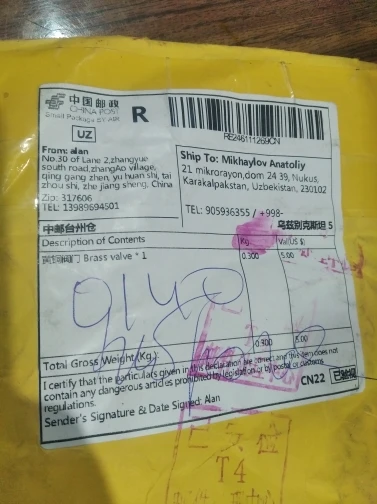 中国邮政
CHINA POST
Small Package BY AIR
R
RE246111269CN
UZ
From: alan
No.30 of Lane 2,zhangyue
south road,zhangAo village,
qing gang zhen, yu huan shi, tai
zhou shi, zhe jiang sheng, China
Zip: 317606
TEL: 13989694501
Ship To: Mikhaylov Anatoliy
21 mikrorayon,dom 24 39, Nukus,
Karakalpakstan, Uzbekistan, 230102
TEL: 905936355 / +998-
中邮台州仓
乌兹别克斯坦 5
Description of Contents Kg. Val(US $)
黄铜阀门 Brass valve * 1 0.300 5.00
0.300 5.00
Total Gross Weight (Kg.):
I certify that the particulars given in this declaration are correct and this item does not
contain any dangerous articles prohibited by legislation or by postal or customs
regulations.
Sender's Signature & Date Signed: Alan
CN22 已验视
T4